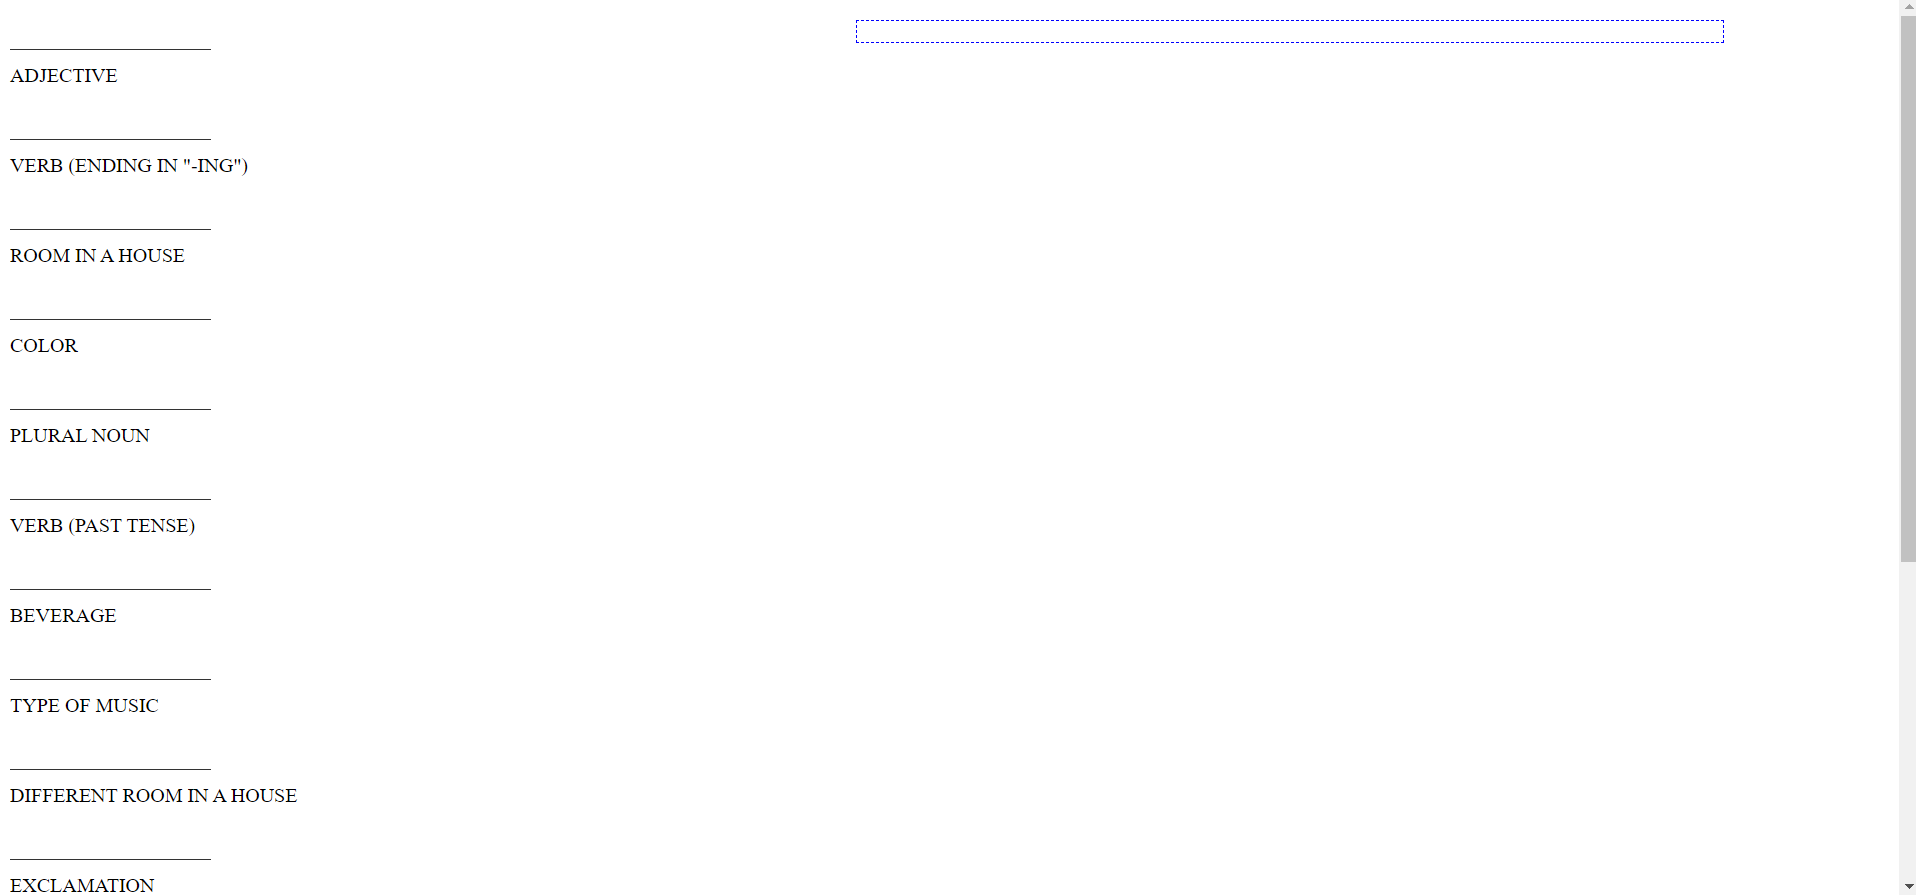 ADJECTIVE
VERB (ENDING IN "-ING")
ROOM IN A HOUSE
COLOR
PLURAL NOUN
VERB (PAST TENSE)
BEVERAGE
TYPE OF MUSIC
DIFFERENT ROOM IN A HOUSE
EXCLAMATION